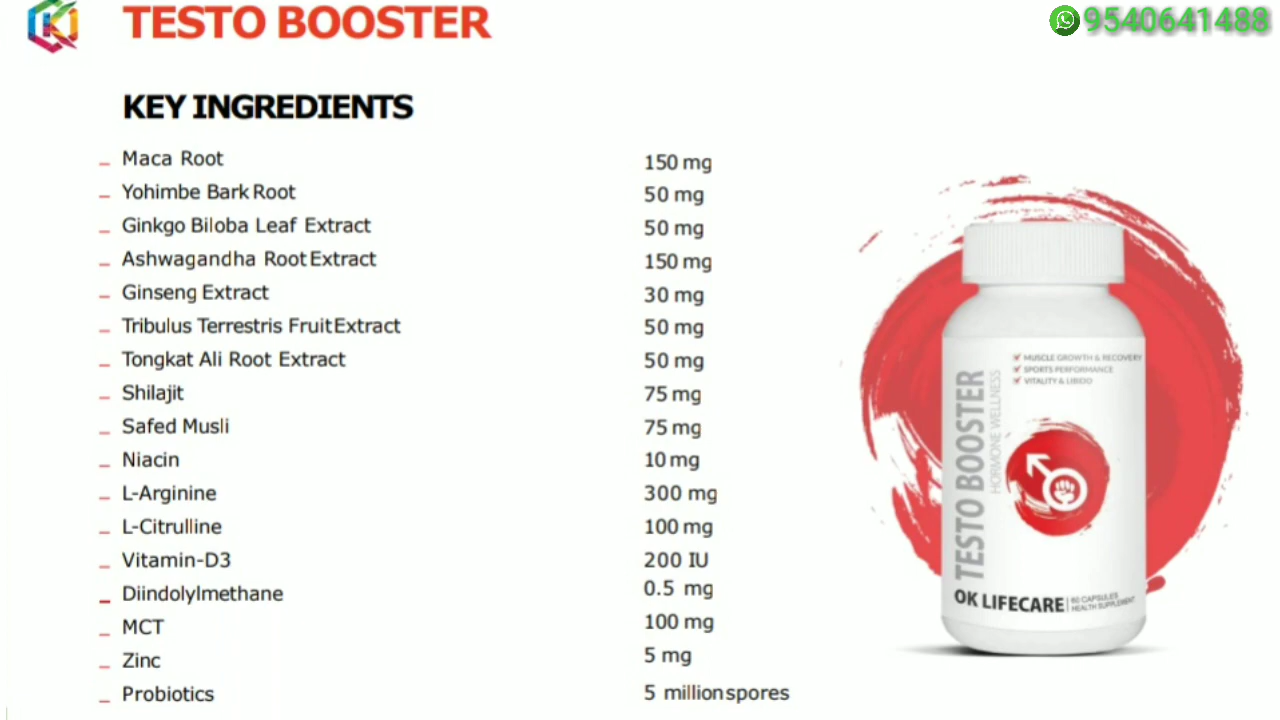 TESTO BOOSTER
9540641488
KEY INGREDIENTS
_ Maca Root 150 mg
_ Yohimbe Bark Root 50 mg
_ Ginkgo Biloba Leaf Extract 50 mg
_ Ashwagandha Root Extract 150 mg
_ Ginseng Extract 30 mg
_ Tribulus Terrestris Fruit Extract 50 mg
_ Tongkat Ali Root Extract 50 mg
_ Shilajit 75 mg
_ Safed Musli 75 mg
_ Niacin 10 mg
_ L-Arginine 300 mg
_ L-Citrulline 100 mg
_ Vitamin-D3 200 IU
_ Diindolylmethane 0.5 mg
_ MCT 100 mg
_ Zinc 5 mg
_ Probiotics 5 million spores
MUSCLE GROWTH & RECOVERY
SPORTS PERFORMANCE
VITALITY & LIBIDO
TESTO BOOSTER
HORMONE WELLNESS
OK LIFECARE
60 CAPSULES
HEALTH SUPPLEMENT